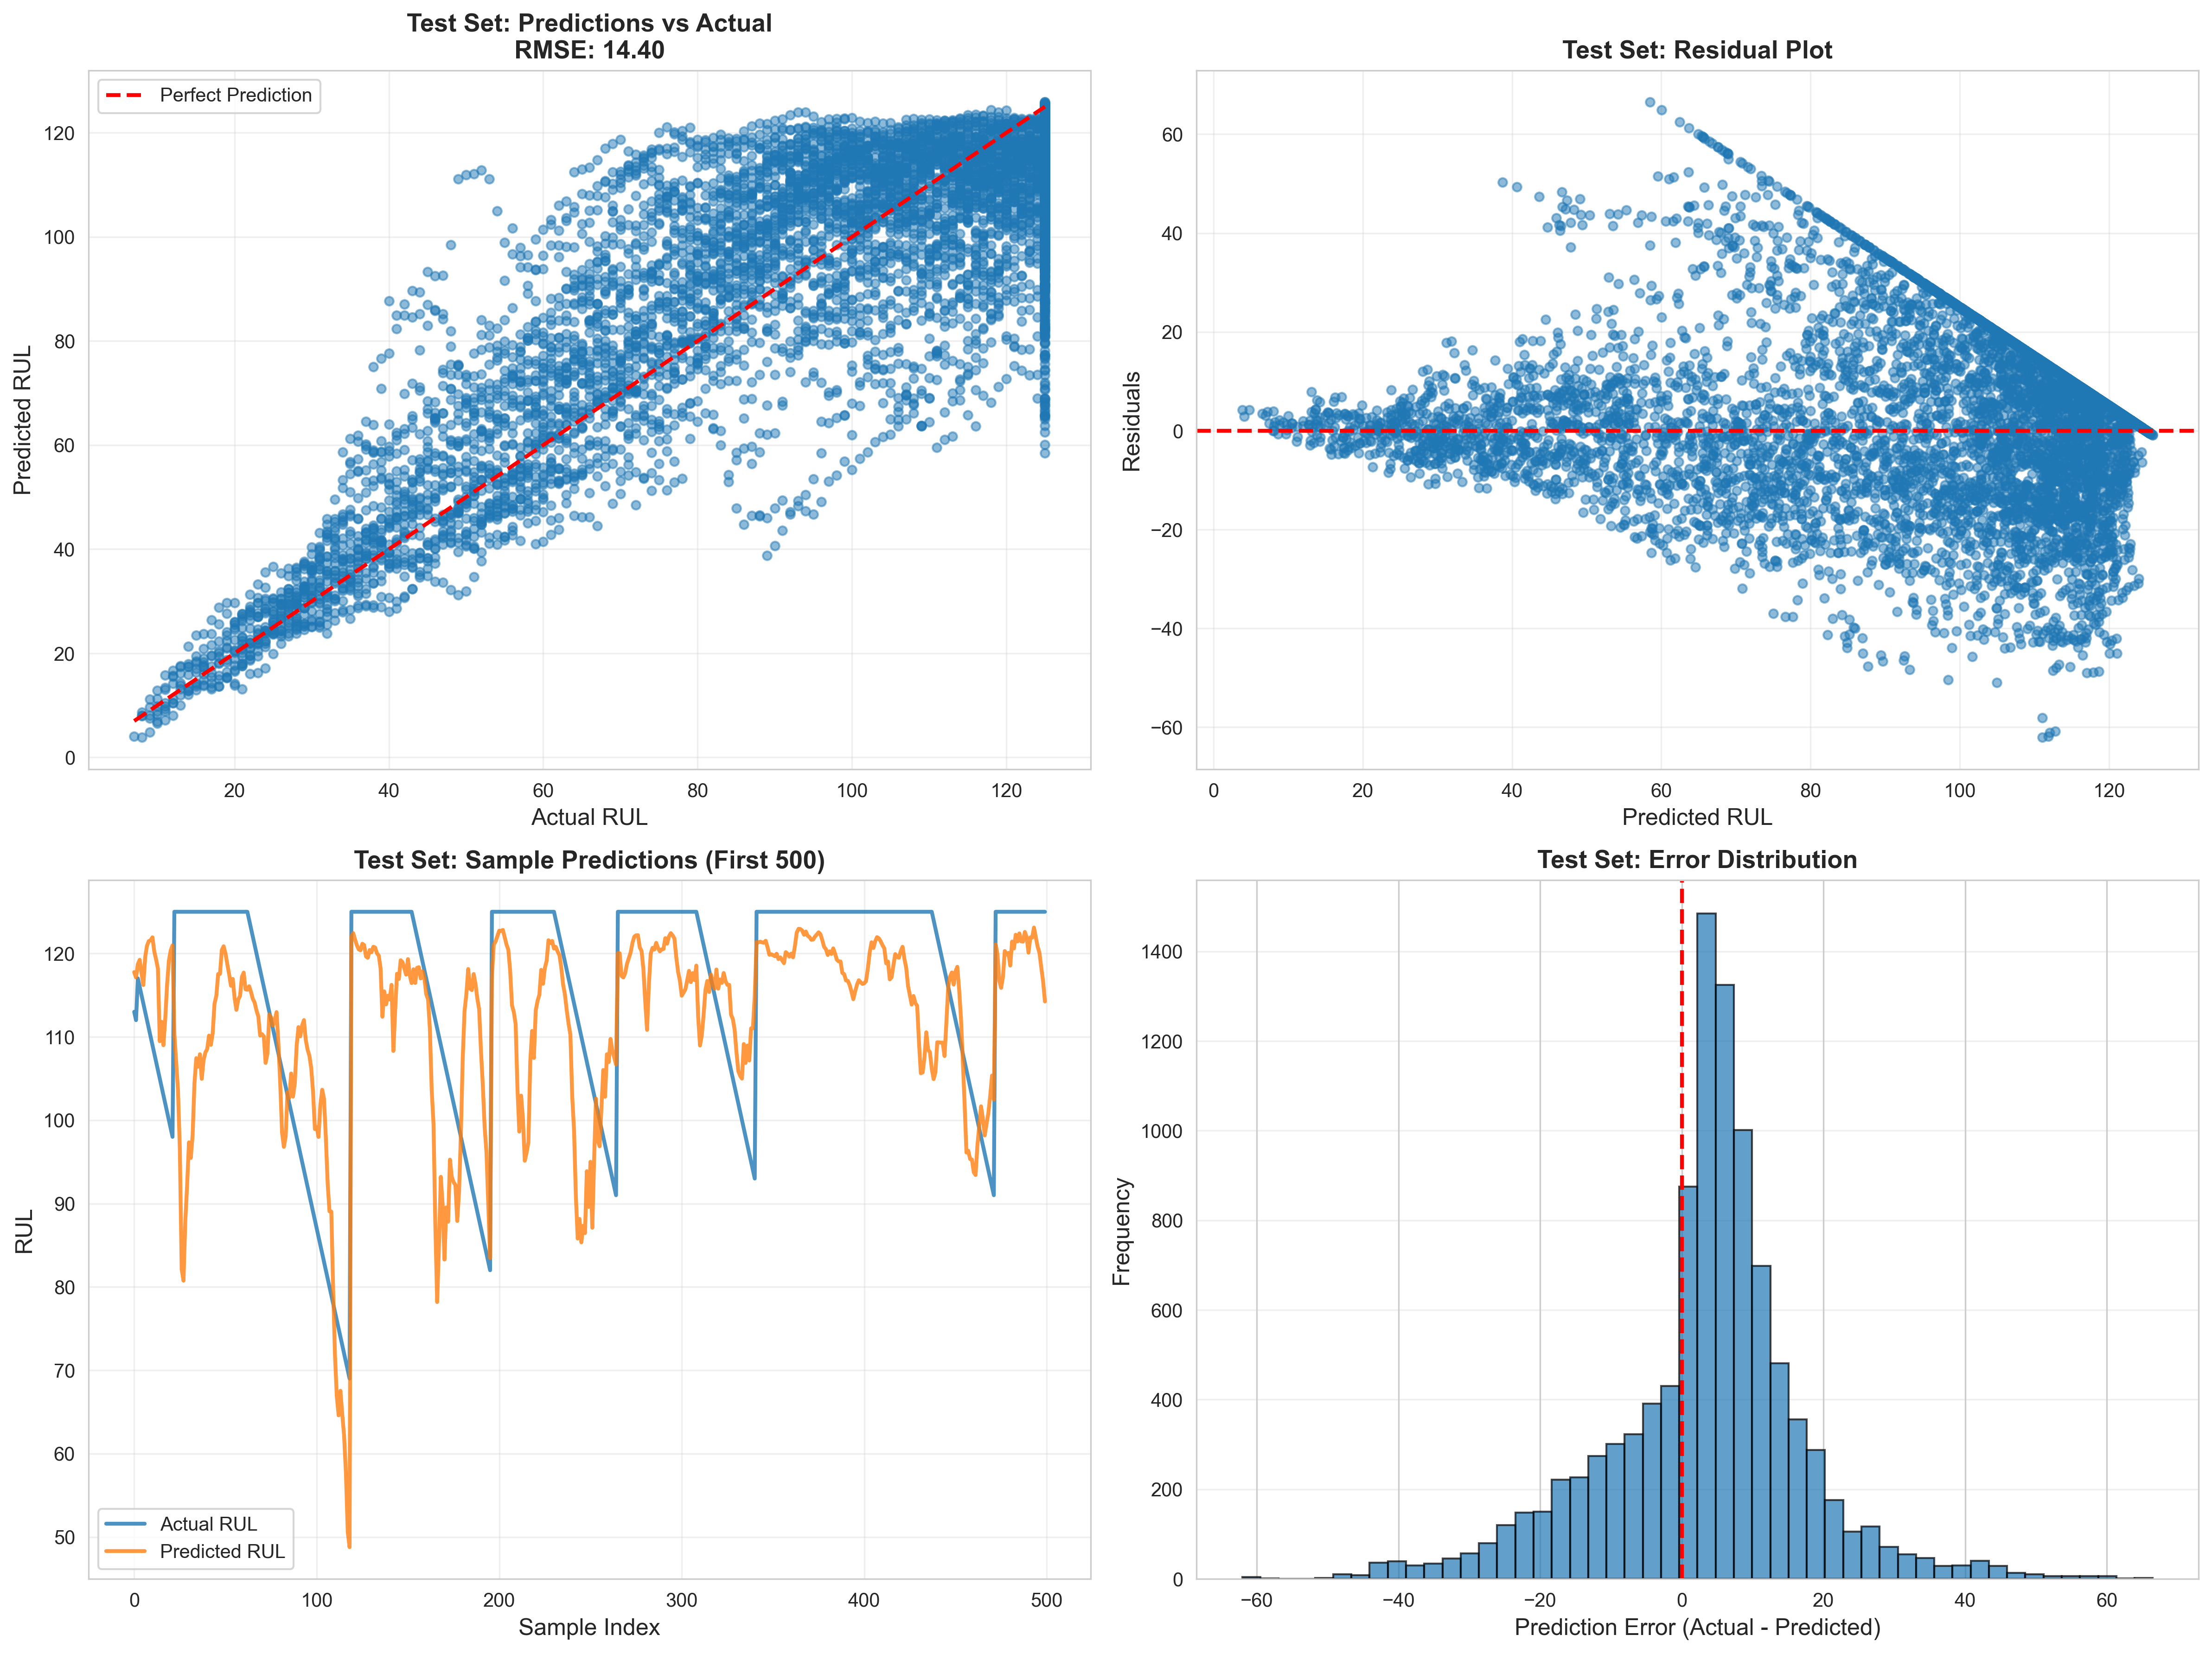 Test Set: Predictions vs Actual
RMSE: 14.40
Perfect Prediction
120
100
80
60
40
20
0
Predicted RUL
20 40 60 80 100 120
Actual RUL
Test Set: Residual Plot
60
40
20
0
−20
−40
−60
Residuals
0 20 40 60 80 100 120
Predicted RUL
Test Set: Sample Predictions (First 500)
120
110
100
90
80
70
60
50
RUL
Actual RUL
Predicted RUL
0 100 200 300 400 500
Sample Index
Test Set: Error Distribution
1400
1200
1000
800
600
400
200
0
Frequency
−60 −40 −20 0 20 40 60
Prediction Error (Actual - Predicted)